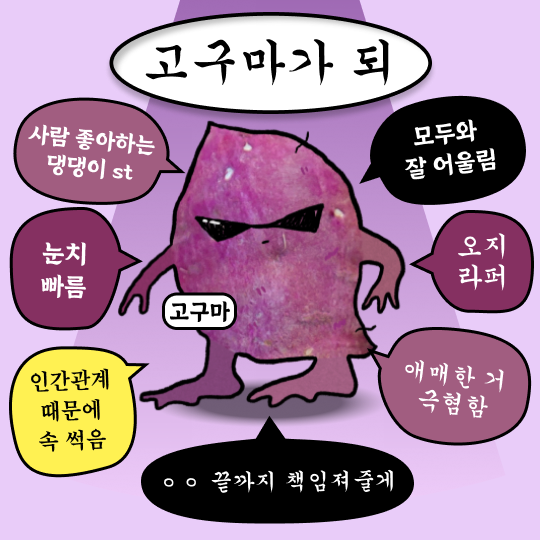 고구마가 되
사람 좋아하는
댕댕이 st
모두와
잘 어울림
눈치
빠름
오지
라퍼
고구마
인간관계
때문에
속 썩음
애매한 거
극혐함
ㅇㅇ 끝까지 책임져줄게